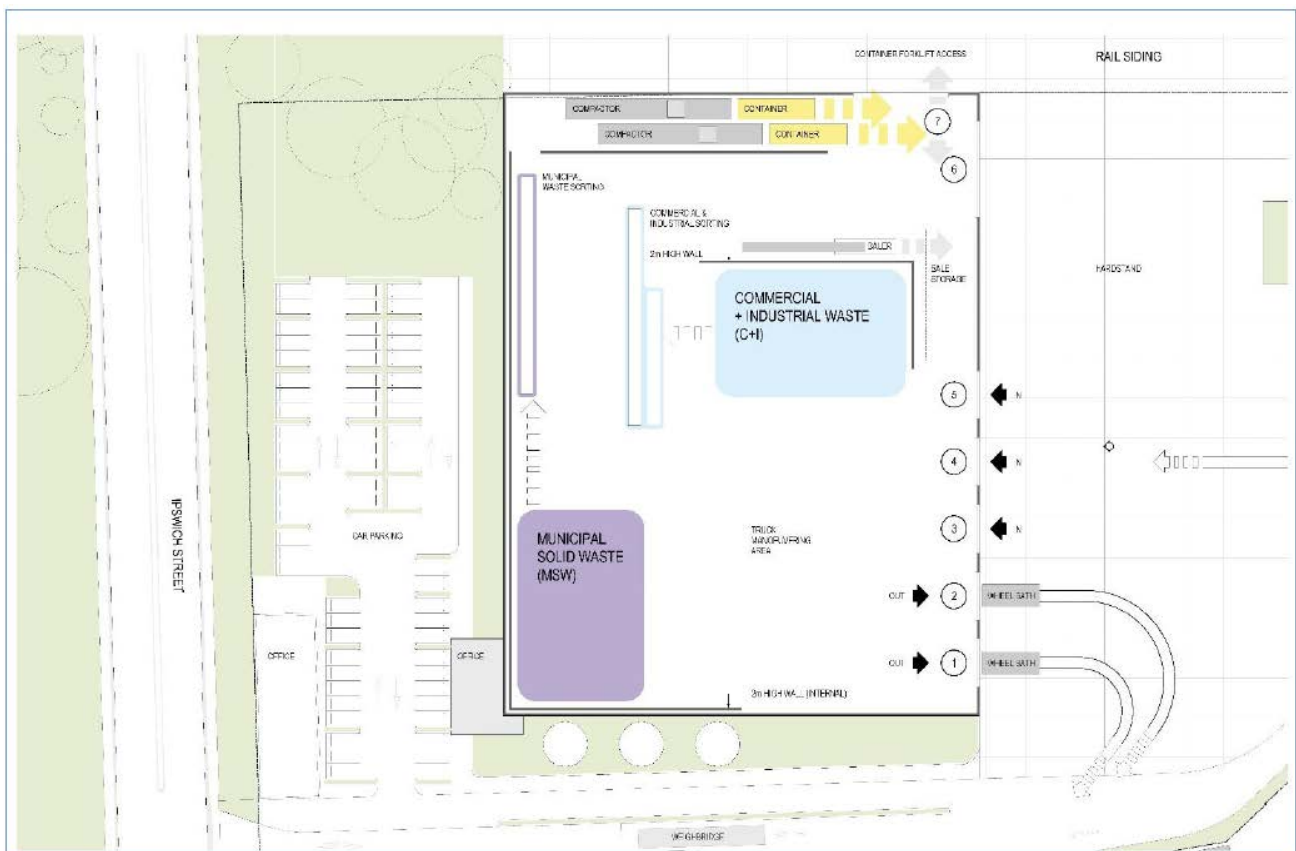 CONTAINER FORKLIFT ACCESS
RAIL SIDING
COMPACTOR
CONTAINER
7
COMPACTOR
CONTAINER
6
MUNICIPAL
WASTE SORTING
COMMERCIAL &
INDUSTRIAL SORTING
2m HIGH WALL
BALER
BALE
STORAGE
HARDSTAND
COMMERCIAL
+ INDUSTRIAL WASTE
(C+I)
5
IN
4
IN
3
IN
IPSWICH STREET
CAR PARKING
MUNICIPAL
SOLID WASTE
(MSW)
TRUCK
MANOEUVERING
AREA
OUT
2
WHEEL BATH
OFFICE
OFFICE
OUT
1
WHEEL BATH
2m HIGH WALL (INTERNAL)
WEIGHBRIDGE